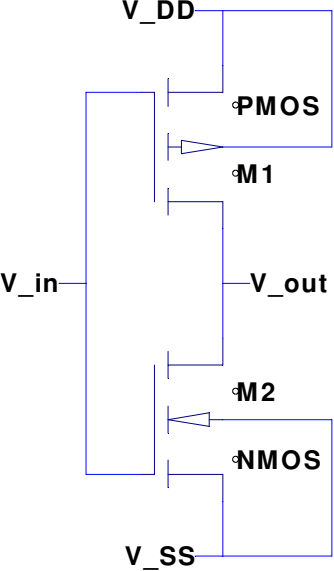 V_DD
PMOS
M1
V_in
V_out
M2
NMOS
V_SS